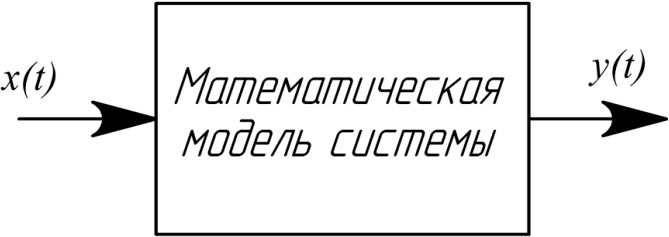 x(t)
Математическая
модель системы
y(t)